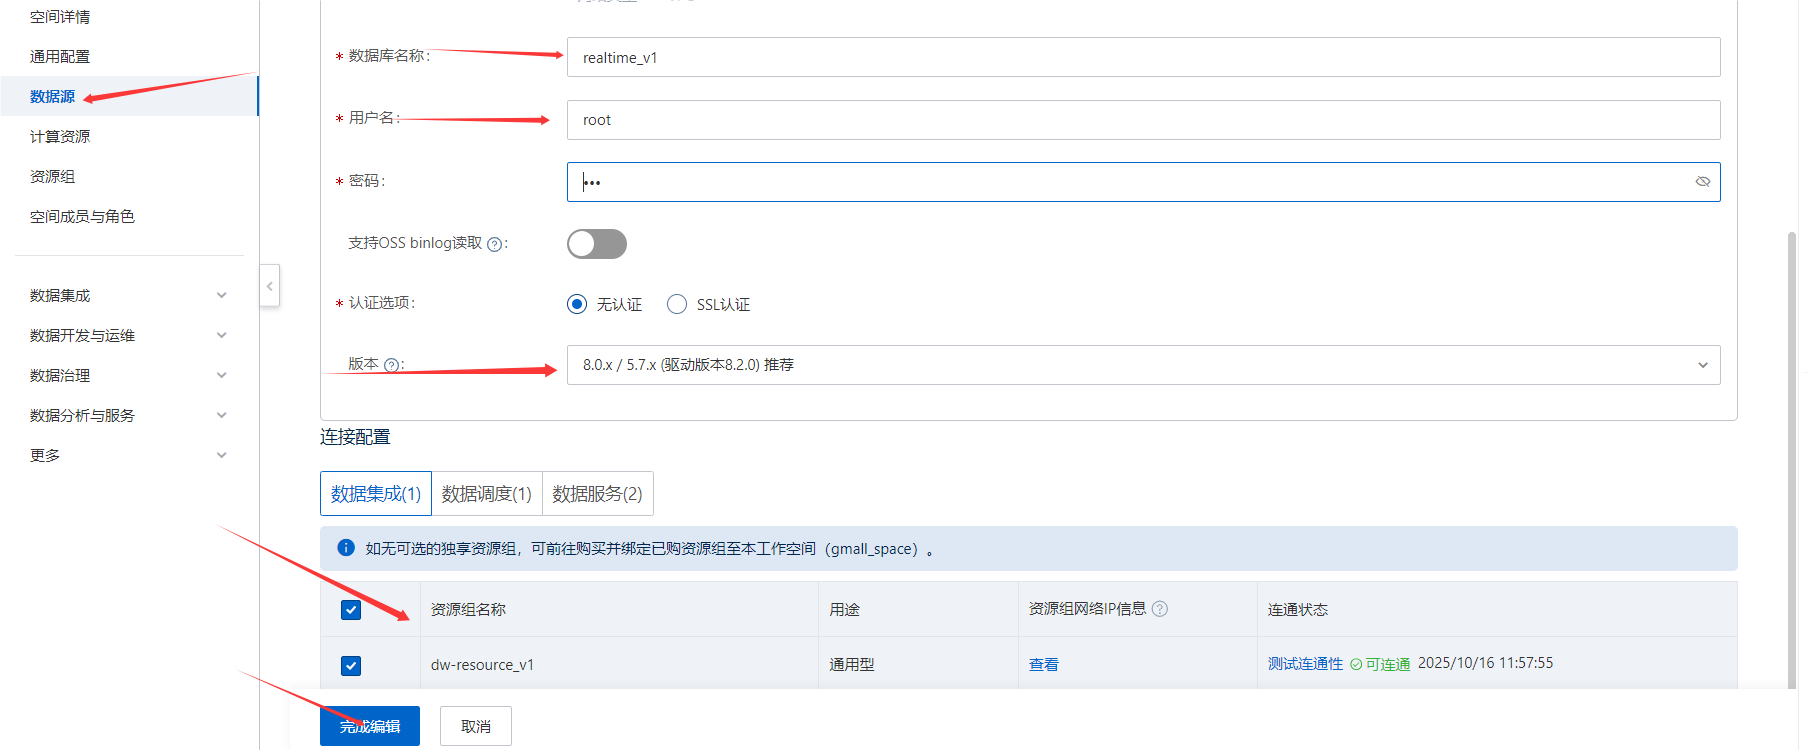 空间详情
通用配置
数据源
计算资源
资源组
空间成员与角色
数据集成
数据开发与运维
数据治理
数据分析与服务
更多
* 数据库名称:
realtime_v1
* 用户名:
root
* 密码:
•••
支持OSS binlog读取 ?:
* 认证选项:
无认证 SSL认证
版本 ?:
8.0.x / 5.7.x (驱动版本8.2.0) 推荐
连接配置
数据集成(1) 数据调度(1) 数据服务(2)
如无可选的独享资源组，可前往购买并绑定已购资源组至本工作空间（gmall_space）。
资源组名称 用途 资源组网络IP信息 ? 连通状态
dw-resource_v1 通用型 查看 测试连通性 可连通 2025/10/16 11:57:55
完成编辑 取消